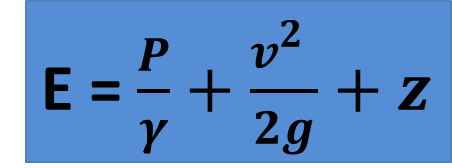 E = P/γ + v²/2g + z